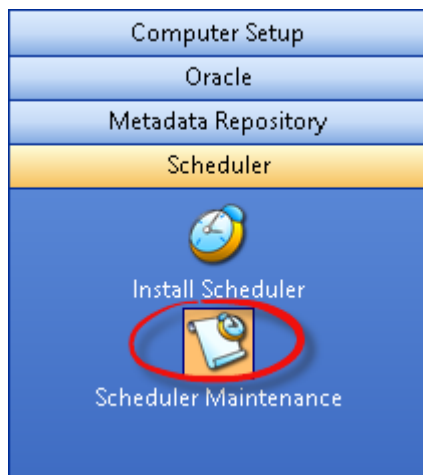 Computer Setup
Oracle
Metadata Repository
Scheduler
Install Scheduler
Scheduler Maintenance